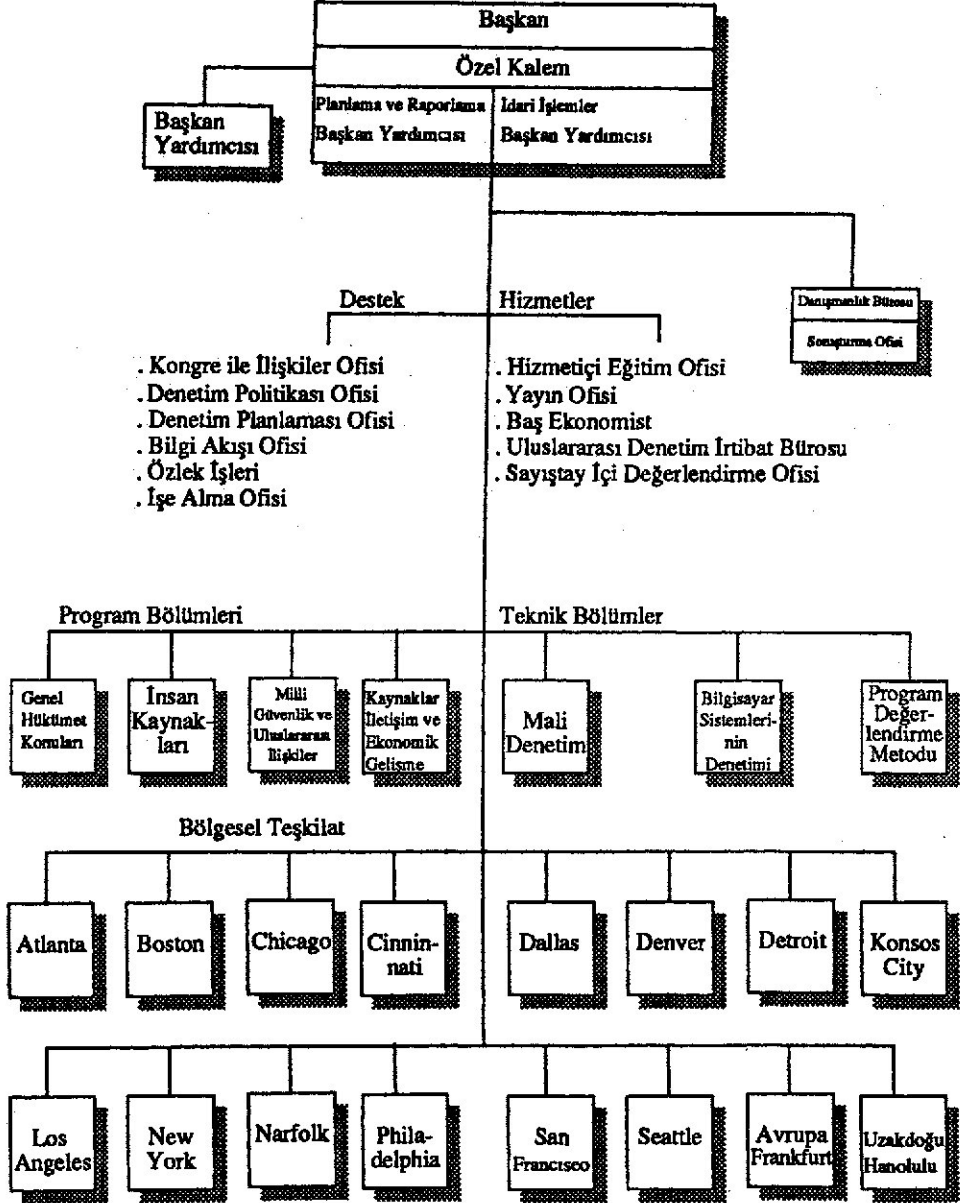 Başkan
Özel Kalem
Planlama ve Raporlama
Başkan Yardımcısı
İdari İşlemler
Başkan Yardımcısı
Başkan
Yardımcısı
Danışmanlık Bürosu
Soruşturma Ofisi
Destek
Hizmetler
. Kongre ile İlişkiler Ofisi
. Denetim Politikası Ofisi
. Denetim Planlaması Ofisi
. Bilgi Akışı Ofisi
. Özlek İşleri
. İşe Alma Ofisi
. Hizmetiçi Eğitim Ofisi
. Yayın Ofisi
. Baş Ekonomist
. Uluslararası Denetim İrtibat Bürosu
. Sayıştay İçi Değerlendirme Ofisi
Program Bölümleri
Teknik Bölümler
Genel
Hükümet
Konuları
İnsan
Kaynak-
ları
Milli
Güvenlik ve
Uluslararası
İlişkiler
Kaynaklar
İletişim ve
Ekonomik
Gelişme
Mali
Denetim
Bilgisayar
Sistemleri-
nin
Denetimi
Program
Değer-
lendirme
Metodu
Bölgesel Teşkilat
Atlanta
Boston
Chicago
Cinnin-
nati
Dallas
Denver
Detroit
Konsos
City
Los
Angeles
New
York
Narfolk
Phila-
delphia
San
Francısco
Seattle
Avrupa
Frankfurt
Uzakdoğu
Hanolulu